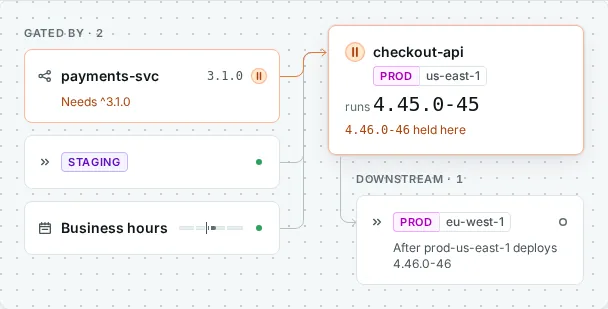 GATED BY · 2
payments-svc 3.1.0
Needs ^3.1.0
STAGING
Business hours
checkout-api
PROD us-east-1
runs 4.45.0-45
4.46.0-46 held here
DOWNSTREAM · 1
PROD eu-west-1
After prod-us-east-1 deploys
4.46.0-46